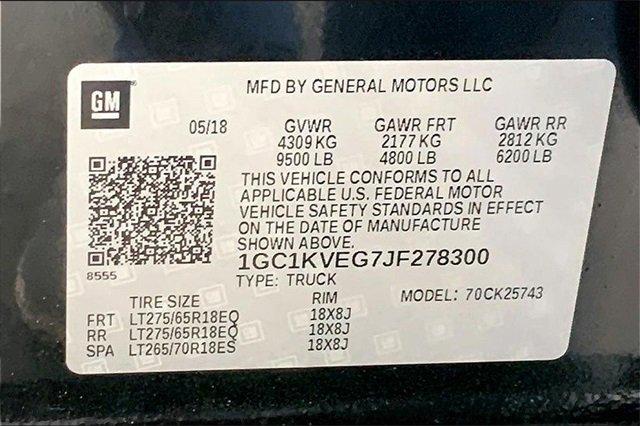 MFD BY GENERAL MOTORS LLC
GM
05/18 GVWR GAWR FRT GAWR RR
4309 KG 2177 KG 2812 KG
9500 LB 4800 LB 6200 LB
THIS VEHICLE CONFORMS TO ALL
APPLICABLE U.S. FEDERAL MOTOR
VEHICLE SAFETY STANDARDS IN EFFECT
ON THE DATE OF MANUFACTURE
SHOWN ABOVE.
8555
1GC1KVEG7JF278300
TYPE: TRUCK
MODEL: 70CK25743
TIRE SIZE RIM
FRT LT275/65R18EQ 18X8J
RR LT275/65R18EQ 18X8J
SPA LT265/70R18ES 18X8J